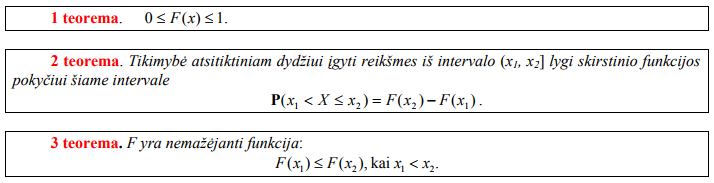 1 teorema. 0 ≤ F(x) ≤ 1.
2 teorema. Tikimybė atsitiktiniam dydžiui įgyti reikšmes iš intervalo (x₁, x₂] lygi skirstinio funkcijos
pokyčiui šiame intervale
P(x₁ < X ≤ x₂) = F(x₂) − F(x₁).
3 teorema. F yra nemažėjanti funkcija:
F(x₁) ≤ F(x₂), kai x₁ < x₂.